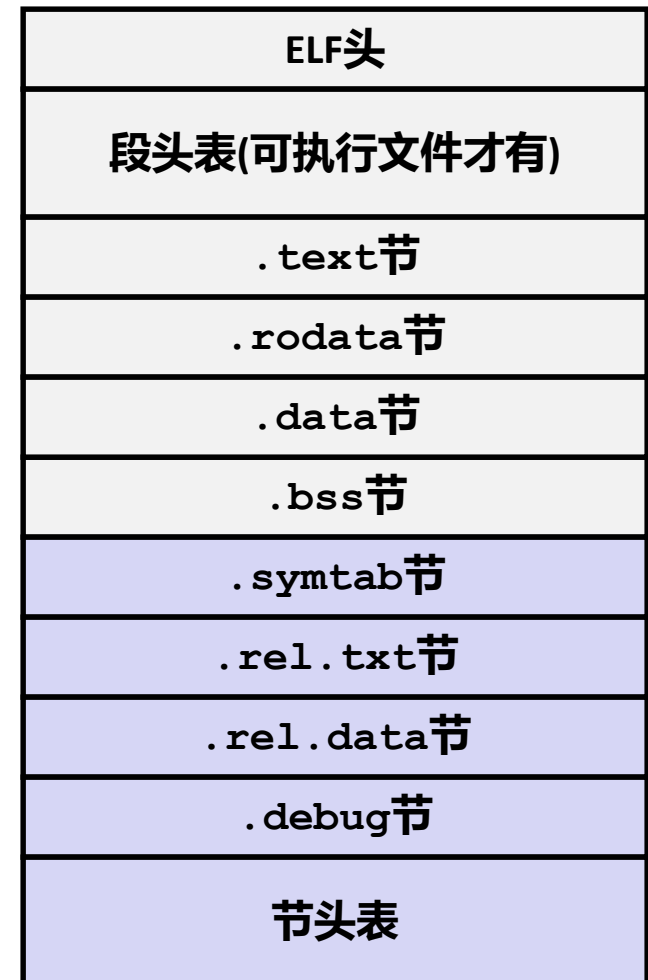 ELF头
段头表(可执行文件才有)
.text节
.rodata节
.data节
.bss节
.symtab节
.rel.txt节
.rel.data节
.debug节
节头表